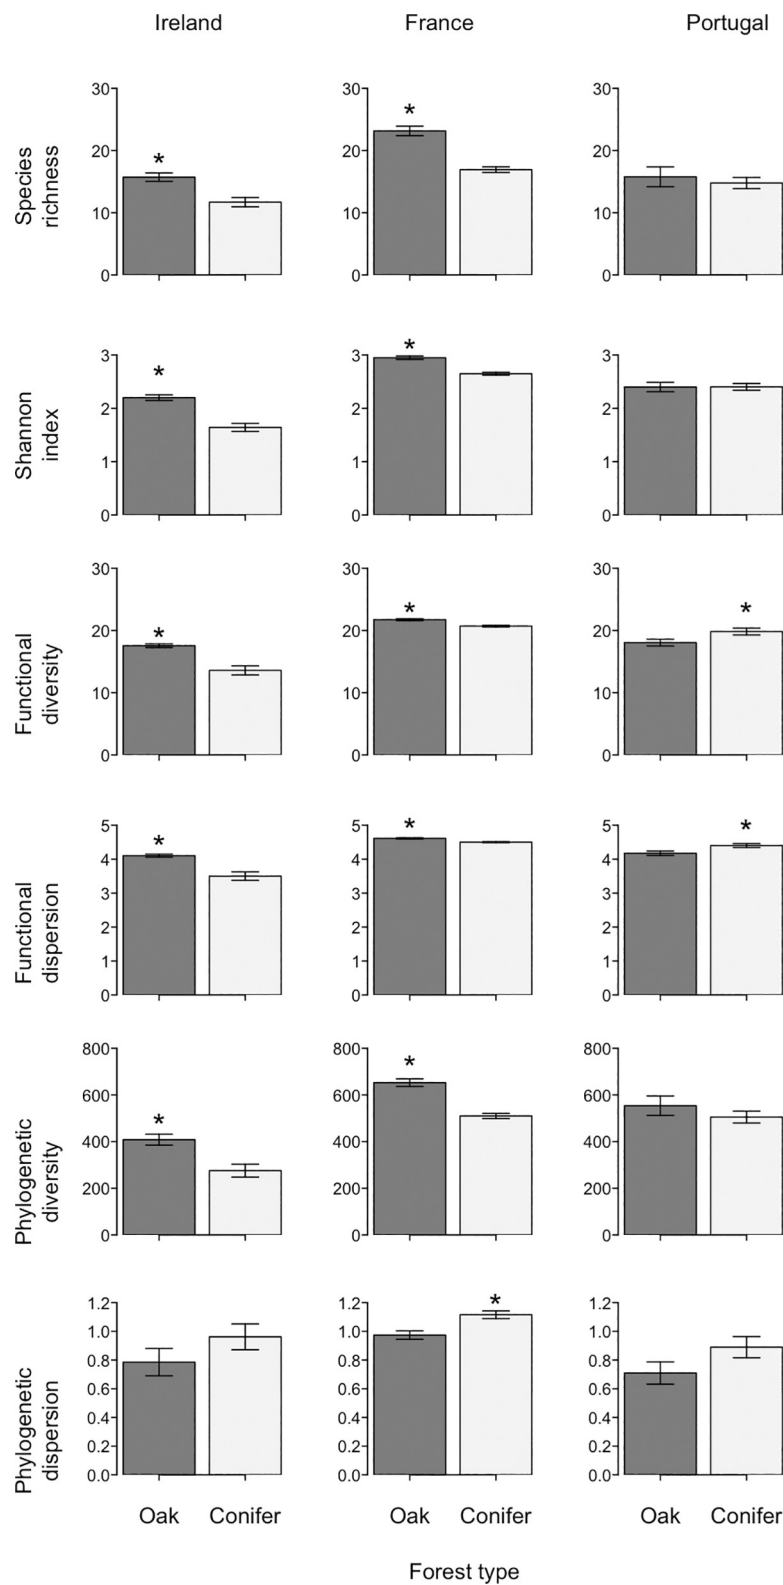 Ireland France Portugal
30 * 30 * 30
20 20 20
10 10 10
0 0 0
Species
richness
3 * 3 * 3
2 2 2
1 1 1
0 0 0
Shannon
index
30 * 30 * 30 *
20 20 20
10 10 10
0 0 0
Functional
diversity
5 * 5 * 5 *
4 4 4
3 3 3
2 2 2
1 1 1
0 0 0
Functional
dispersion
800 * 800 * 800
600 600 600
400 400 400
200 200 200
0 0 0
Phylogenetic
diversity
1.2 1.2 * 1.2
1.0 1.0 1.0
0.8 0.8 0.8
0.6 0.6 0.6
0.4 0.4 0.4
0.2 0.2 0.2
0.0 0.0 0.0
Phylogenetic
dispersion
Oak Conifer Oak Conifer Oak Conifer
Forest type